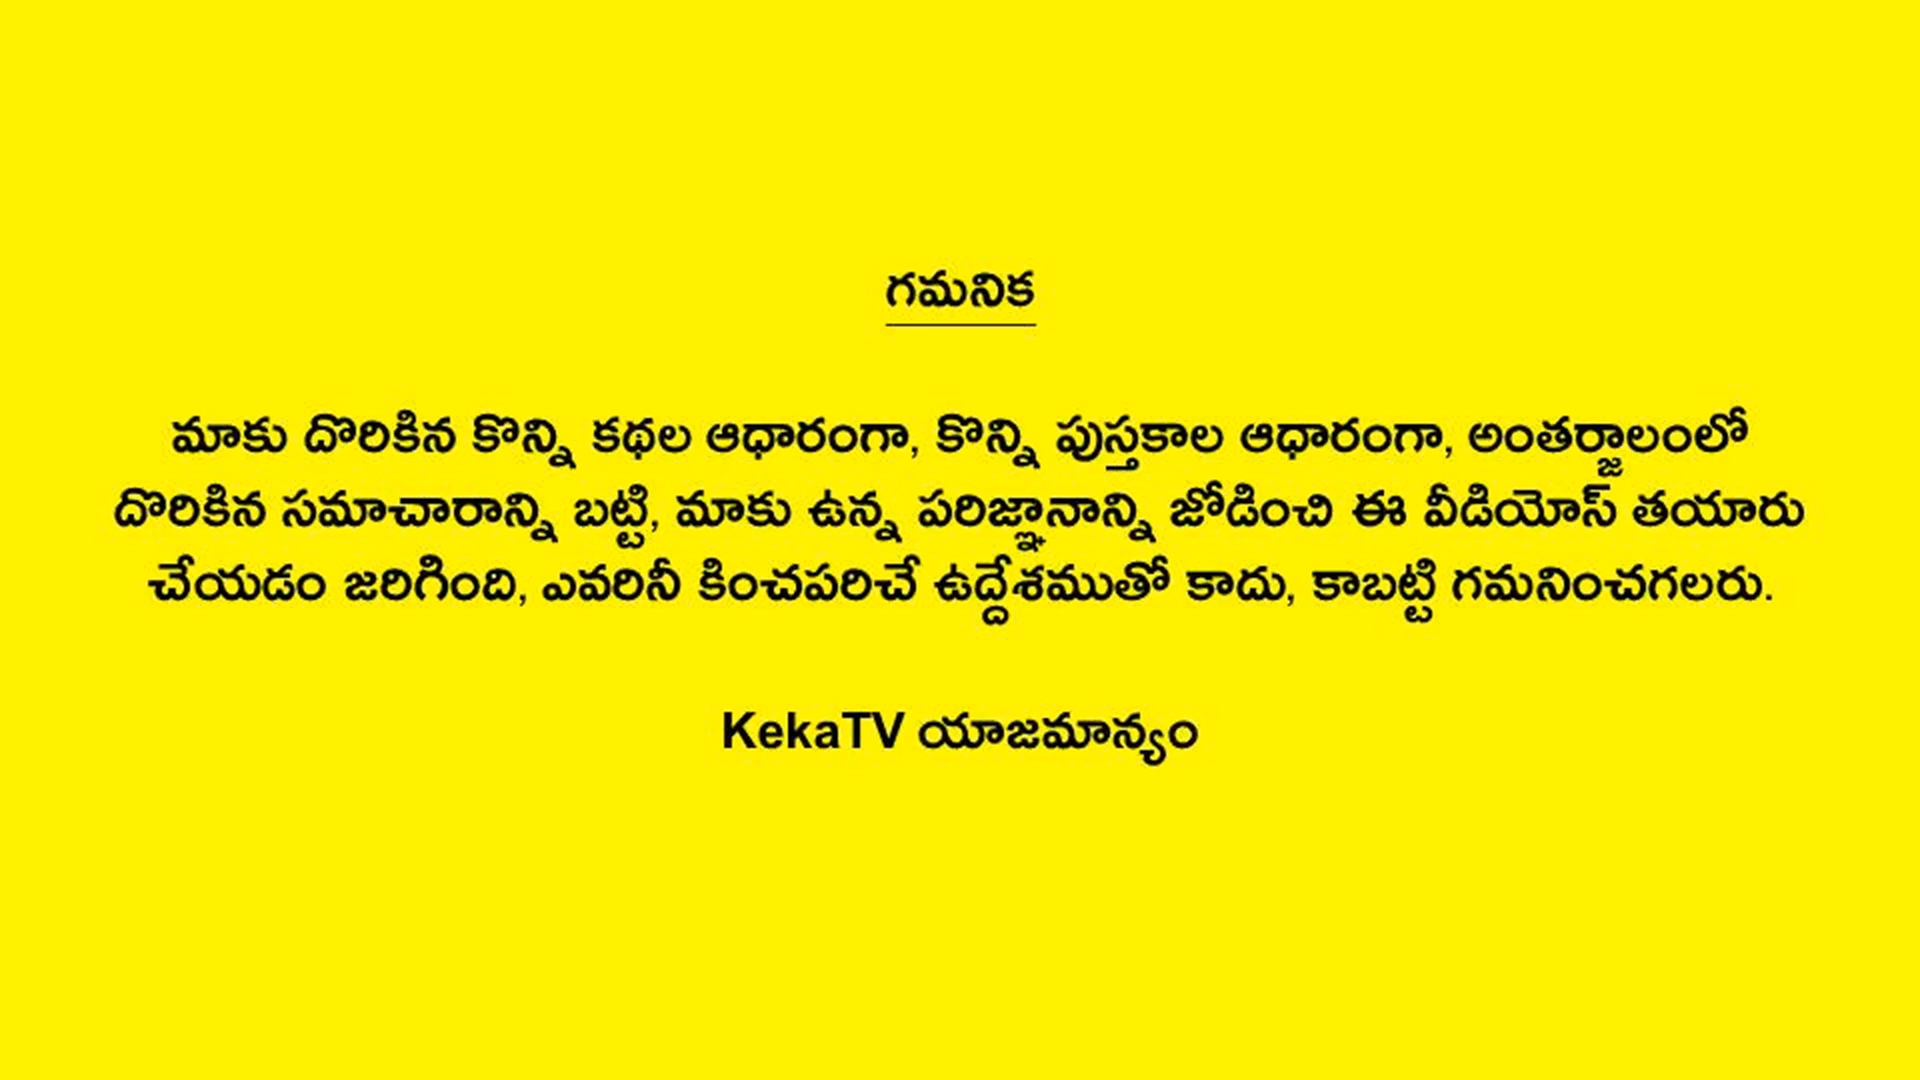 గమనిక
మాకు దొరికిన కొన్ని కథల ఆధారంగా, కొన్ని పుస్తకాల ఆధారంగా, అంతర్జాలంలో
దొరికిన సమాచారాన్ని బట్టి, మాకు ఉన్న పరిజ్ఞానాన్ని జోడించి ఈ వీడియోస్ తయారు
చేయడం జరిగింది, ఎవరినీ కించపరిచే ఉద్దేశముతో కాదు, కాబట్టి గమనించగలరు.
KekaTV యాజమాన్యం